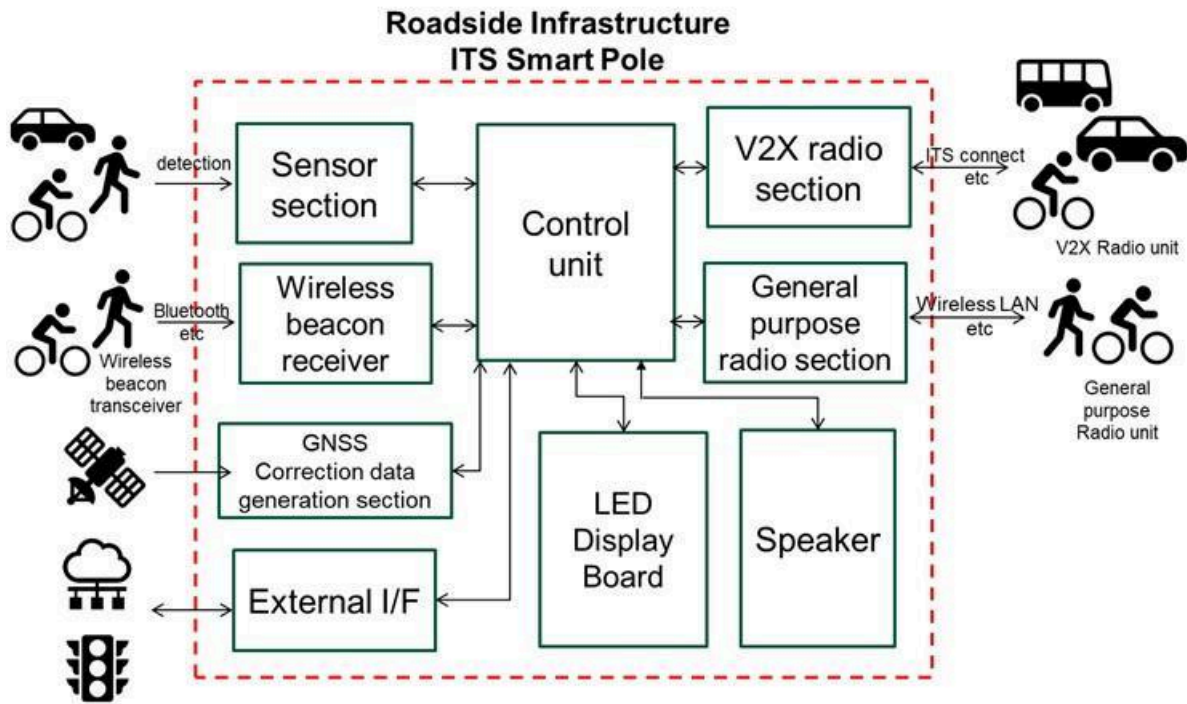 Roadside Infrastructure
ITS Smart Pole
detection
Sensor
section
Control
unit
V2X radio
section
ITS connect
etc
V2X Radio unit
Bluetooth
etc
Wireless
beacon
transceiver
Wireless
beacon
receiver
General
purpose
radio section
Wireless LAN
etc
General
purpose
Radio unit
GNSS
Correction data
generation section
LED
Display
Board
Speaker
External I/F